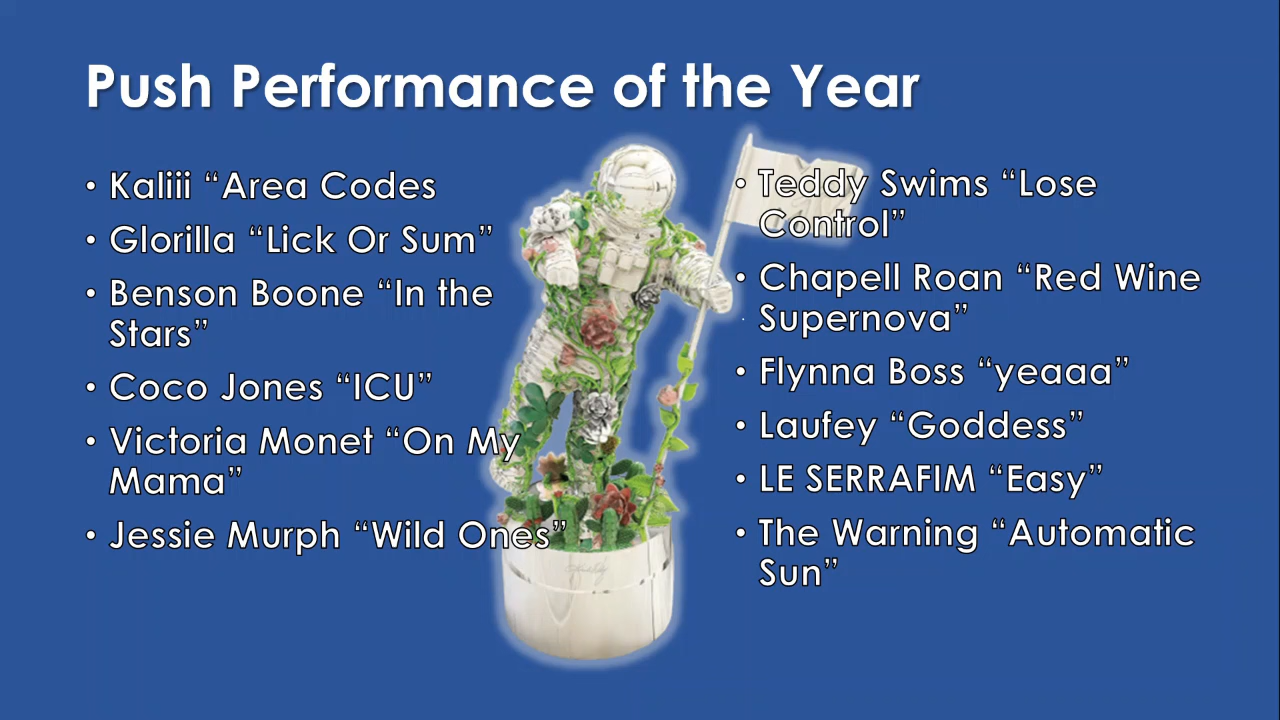 Push Performance of the Year
• Kaliii “Area Codes
• Glorilla “Lick Or Sum”
• Benson Boone “In the
Stars”
• Coco Jones “ICU”
• Victoria Monet “On My
Mama”
• Jessie Murph “Wild Ones”
• Teddy Swims “Lose
Control”
• Chapell Roan “Red Wine
Supernova”
• Flynna Boss “yeaaa”
• Laufey “Goddess”
• LE SERRAFIM “Easy”
• The Warning “Automatic
Sun”